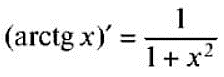 (arctg x)′ = 1 / (1 + x²)